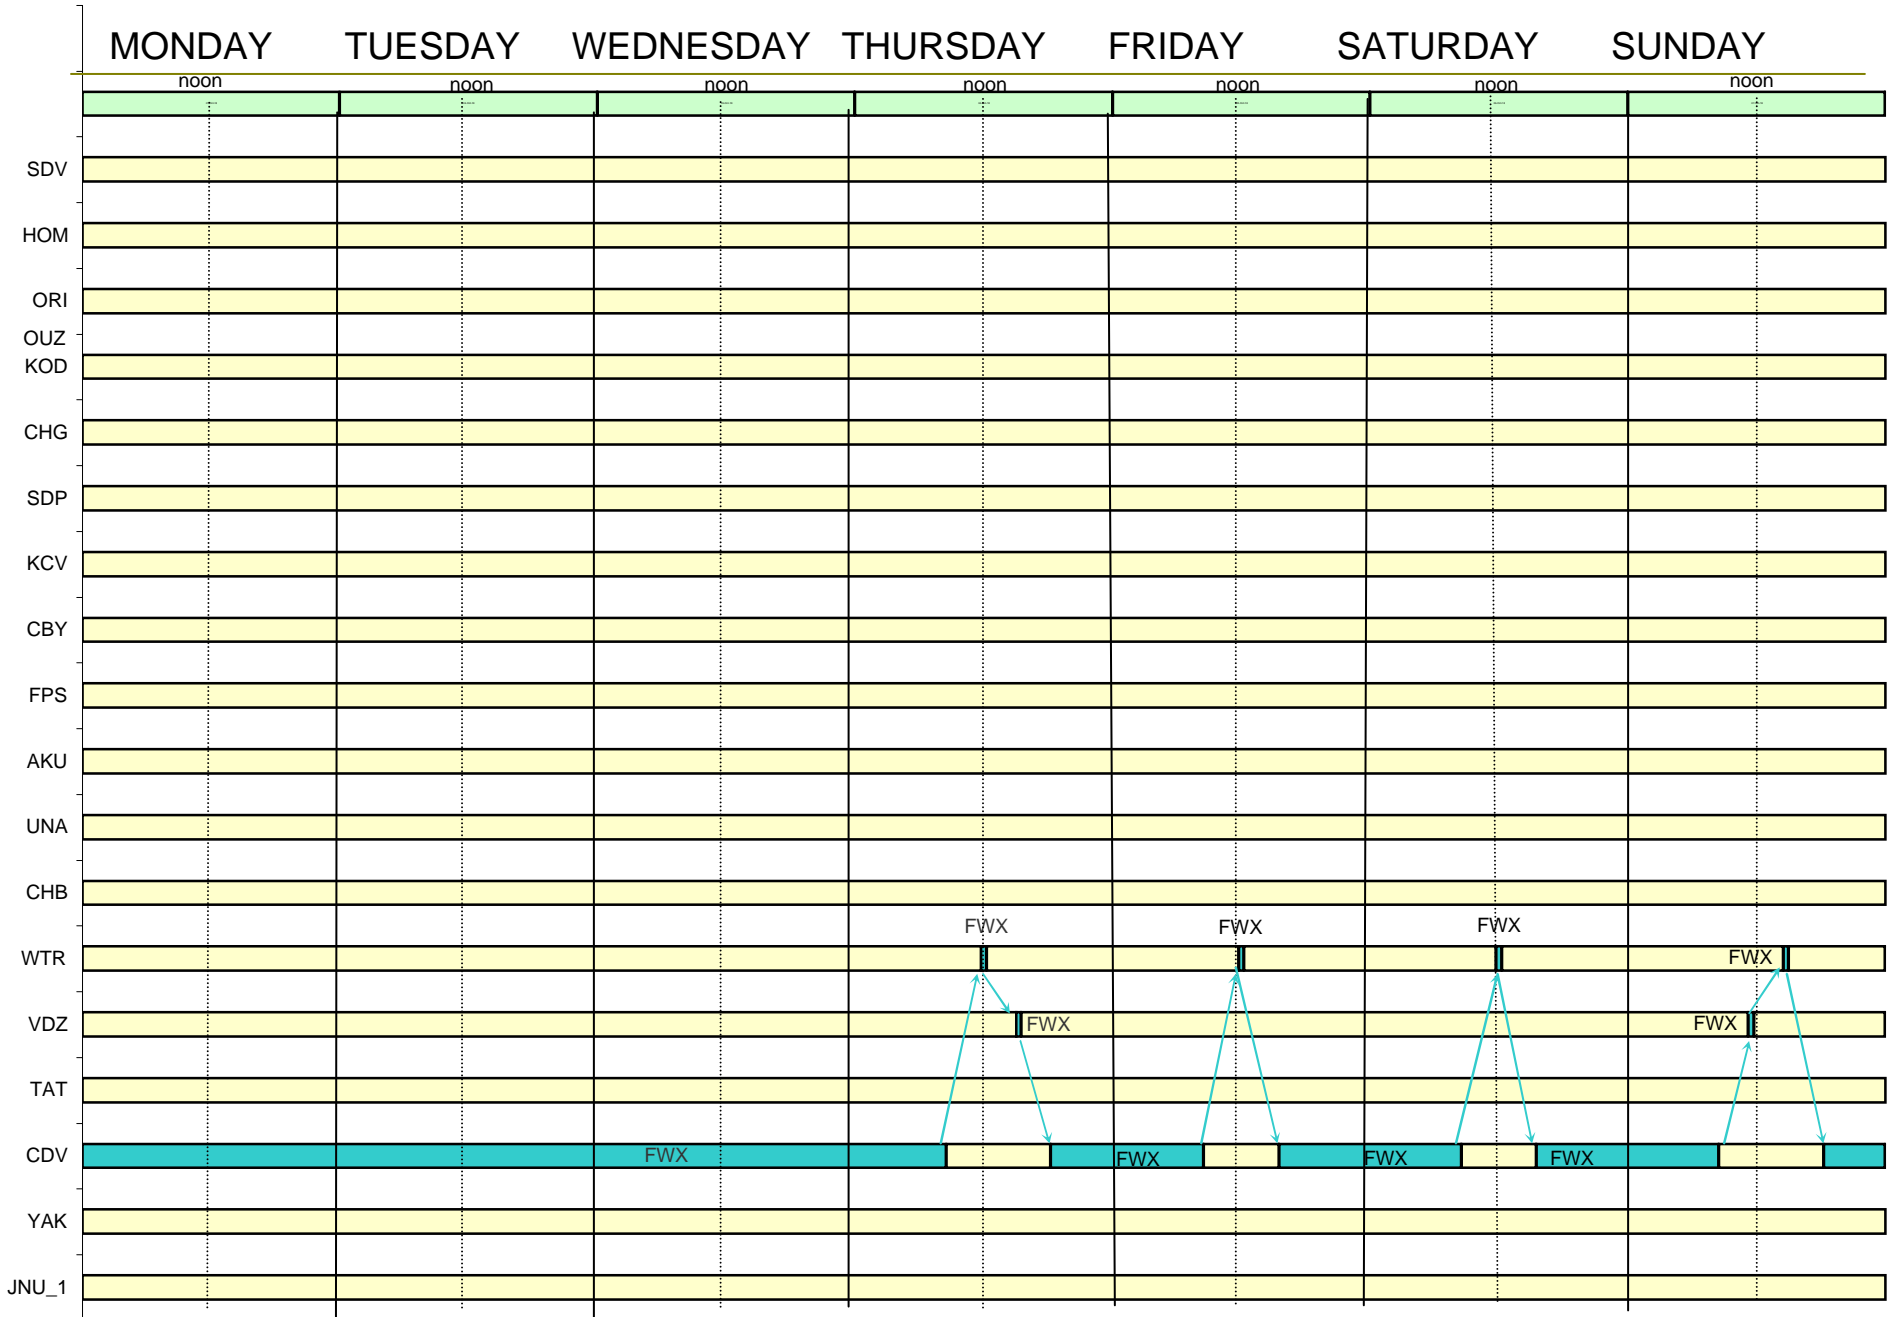 MONDAY TUESDAY WEDNESDAY THURSDAY FRIDAY SATURDAY SUNDAY
noon noon noon noon noon noon noon
SDV
HOM
ORI
OUZ
KOD
CHG
SDP
KCV
CBY
FPS
AKU
UNA
CHB
FWX FWX FWX
WTR FWX
VDZ FWX FWX
TAT
CDV FWX FWX FWX FWX
YAK
JNU_1